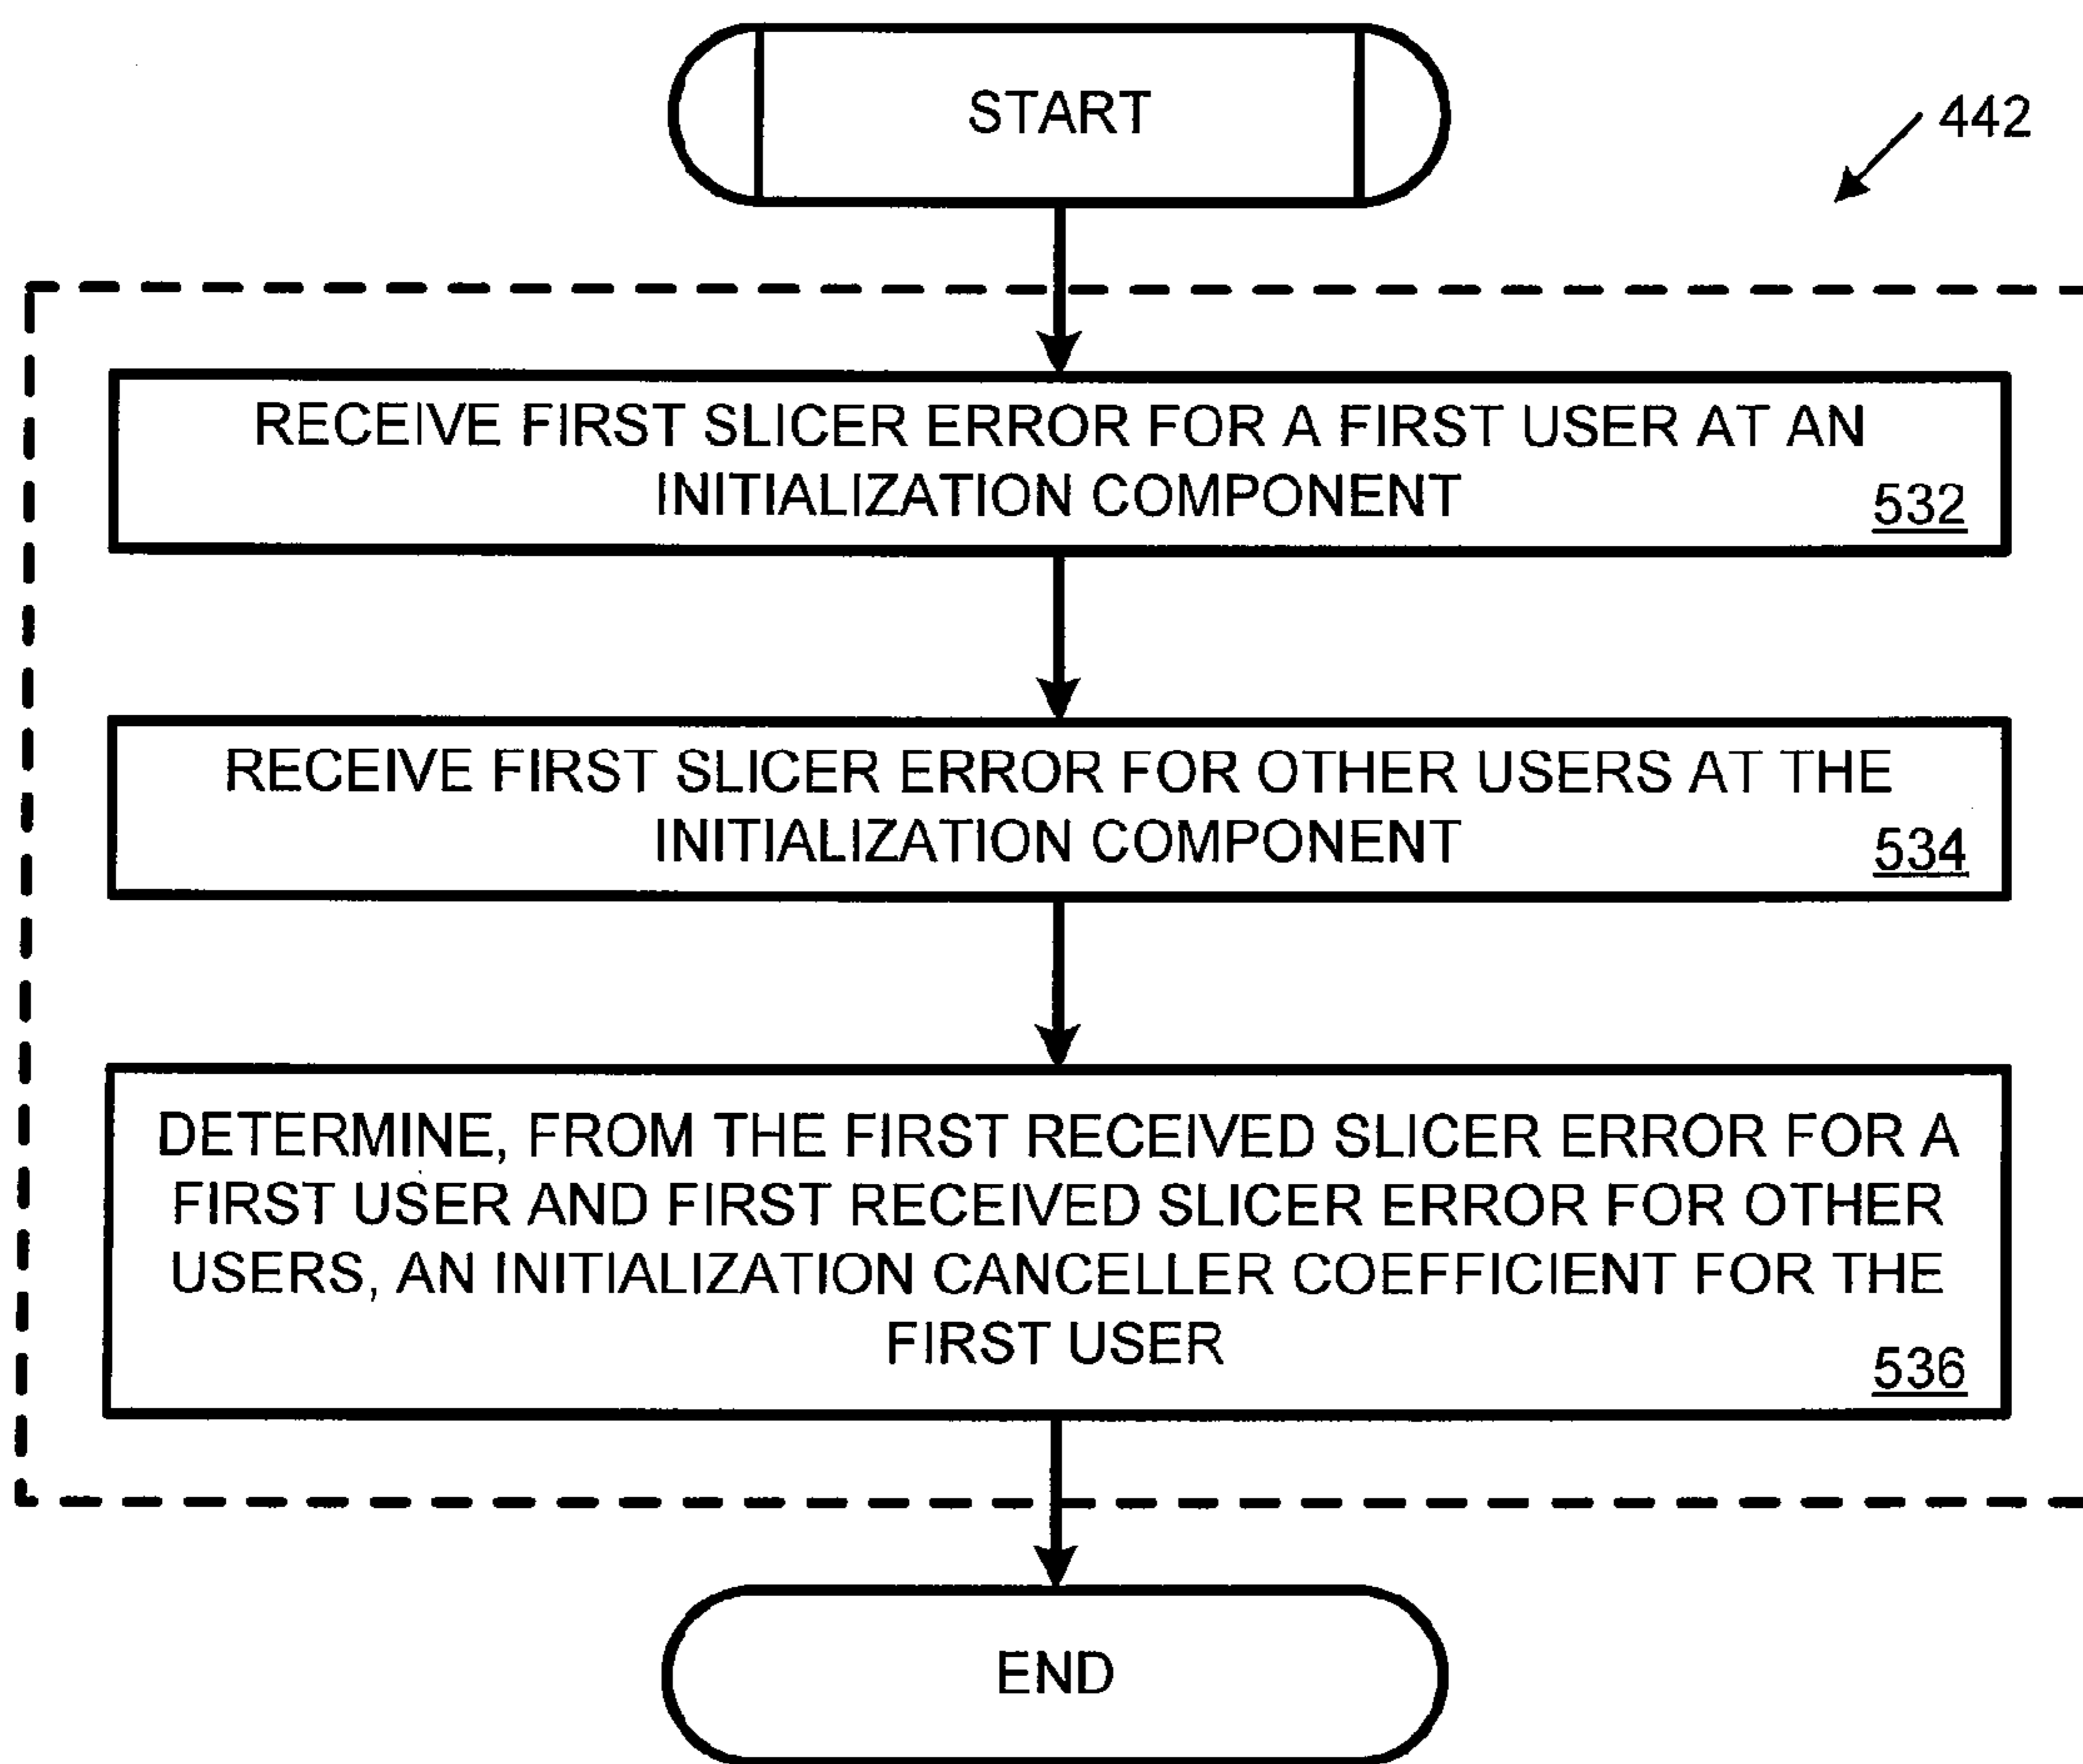 START
442
RECEIVE FIRST SLICER ERROR FOR A FIRST USER AT AN
INITIALIZATION COMPONENT
532
RECEIVE FIRST SLICER ERROR FOR OTHER USERS AT THE
INITIALIZATION COMPONENT
534
DETERMINE, FROM THE FIRST RECEIVED SLICER ERROR FOR A
FIRST USER AND FIRST RECEIVED SLICER ERROR FOR OTHER
USERS, AN INITIALIZATION CANCELLER COEFFICIENT FOR THE
FIRST USER
536
END